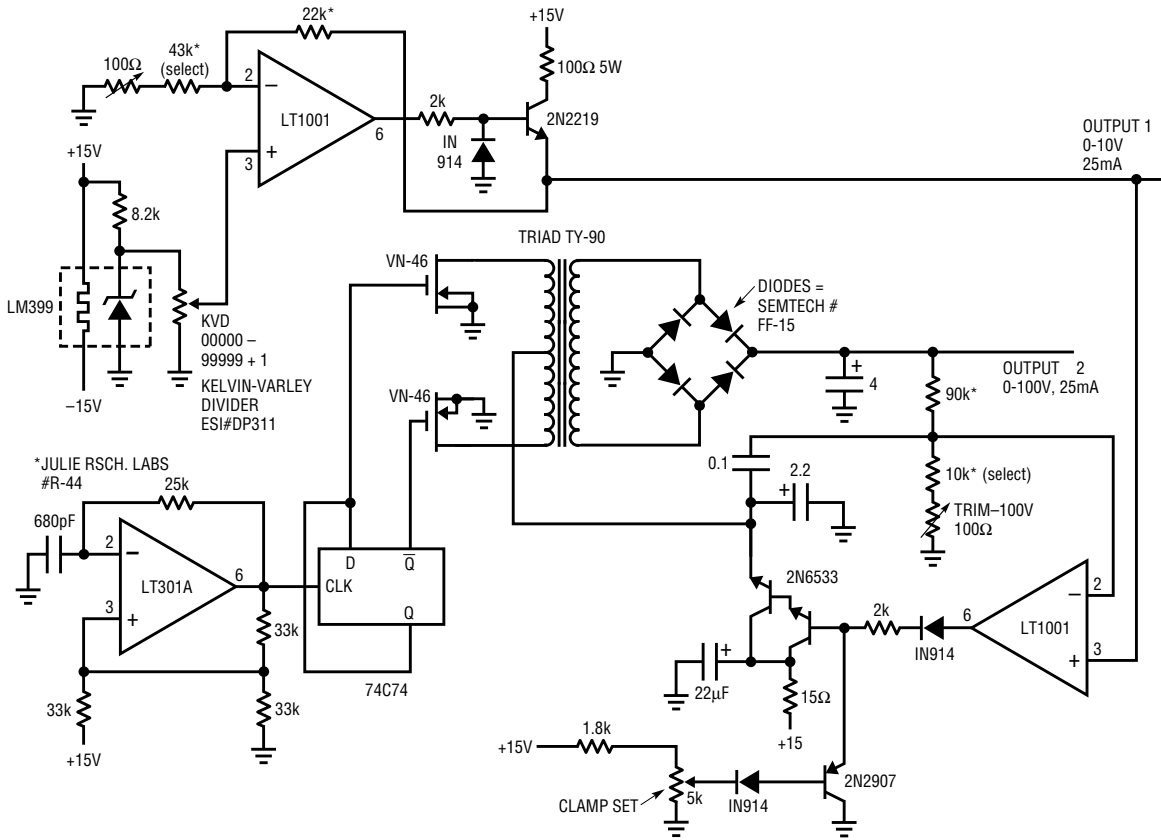 +15V
22k*
43k*
(select)
100Ω
100Ω 5W
2
−
LT1001
6
+
3
2k
2N2219
IN
914
OUTPUT 1
0-10V
25mA
+15V
8.2k
LM399
–15V
KVD
00000 –
99999 + 1
KELVIN-VARLEY
DIVIDER
ESI#DP311
TRIAD TY-90
VN-46
VN-46
DIODES =
SEMTECH #
FF-15
+
4
OUTPUT 2
0-100V, 25mA
90k*
0.1
+
2.2
10k* (select)
TRIM–100V
100Ω
*JULIE RSCH. LABS
#R-44
25k
680pF
2
−
LT301A
6
3
+
33k
33k
33k
+15V
D
Q
CLK
Q
74C74
2N6533
2k
IN914
6
LT1001
2
−
3
+
+
22µF
15Ω
+15
1.8k
+15V
5k
CLAMP SET
IN914
2N2907